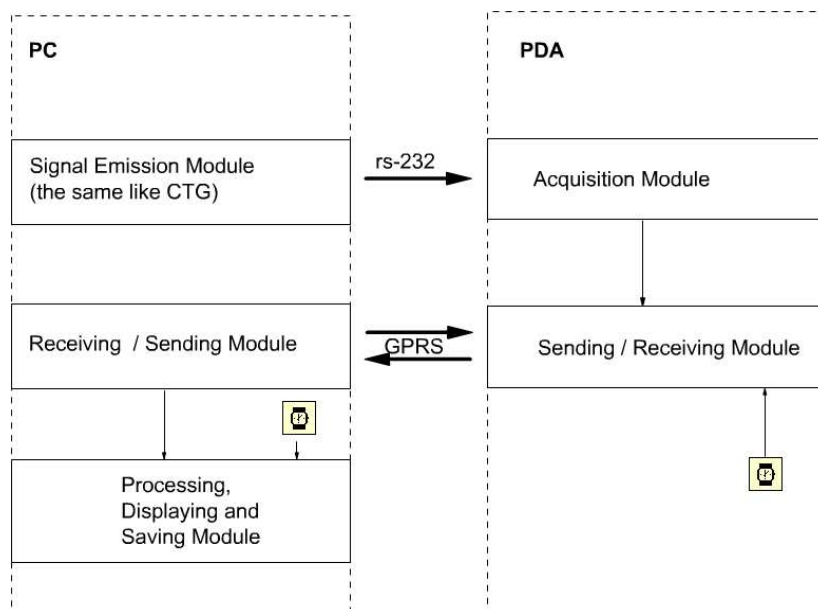 PC
PDA
Signal Emission Module
(the same like CTG)
rs-232
Acquisition Module
Receiving / Sending Module
GPRS
Sending / Receiving Module
Processing,
Displaying and
Saving Module